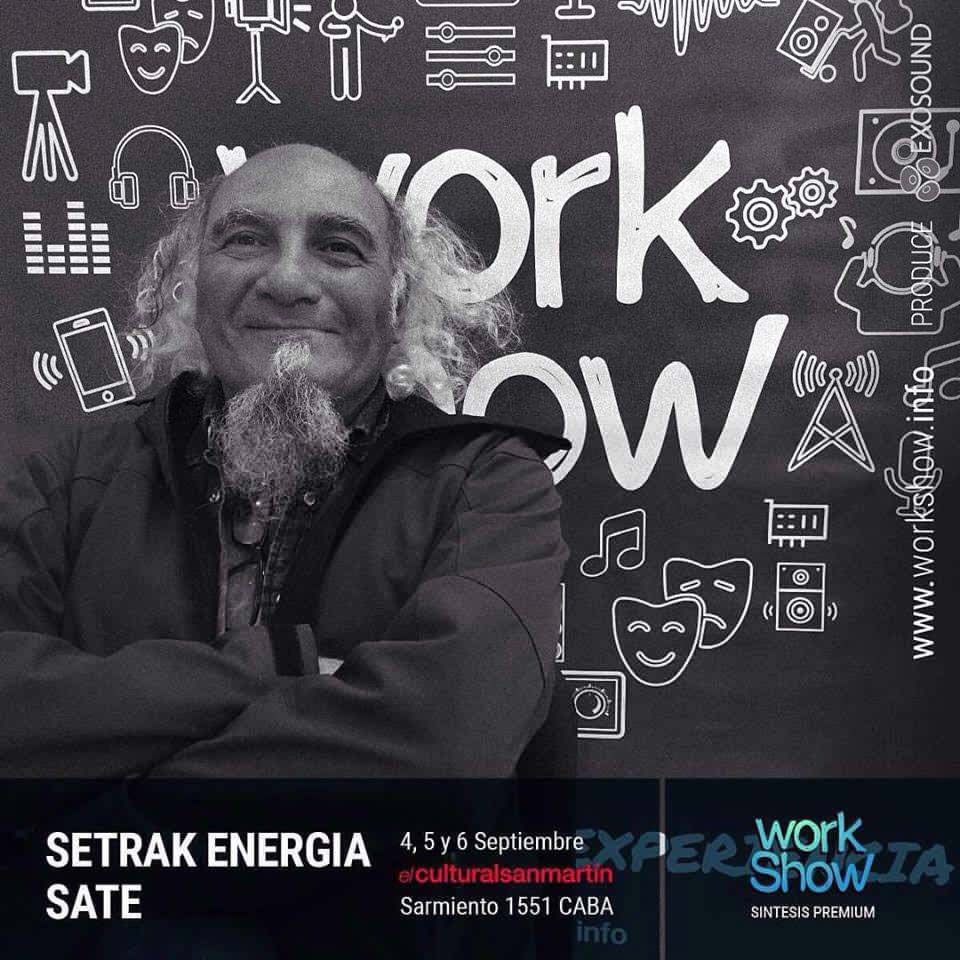 work
show
PRODUCE EXOSOUND
www.workshow.info
SETRAK ENERGIA
SATE
4, 5 y 6 Septiembre
elculturalsanmartín
Sarmiento 1551 CABA
info
work
Show
SINTESIS PREMIUM